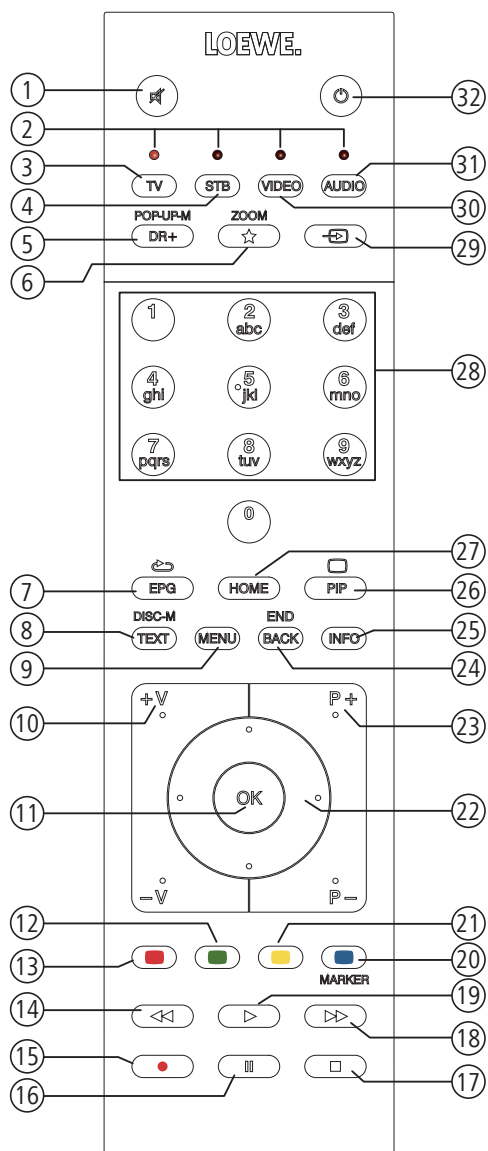 LOEWE.
1
32
2
3
TV
STB
VIDEO
AUDIO
31
4
30
POP-UP-M
ZOOM
5
DR+
29
6
1
2
3
abc
def
28
4
5
6
ghi
jkl
mno
7
8
9
pqrs
tuv
wxyz
0
27
7
EPG
HOME
PIP
26
DISC-M
END
8
TEXT
MENU
BACK
INFO
25
9
24
+V
P+
10
23
11
OK
22
−V
P−
12
21
13
20
MARKER
19
14
18
15
16
17